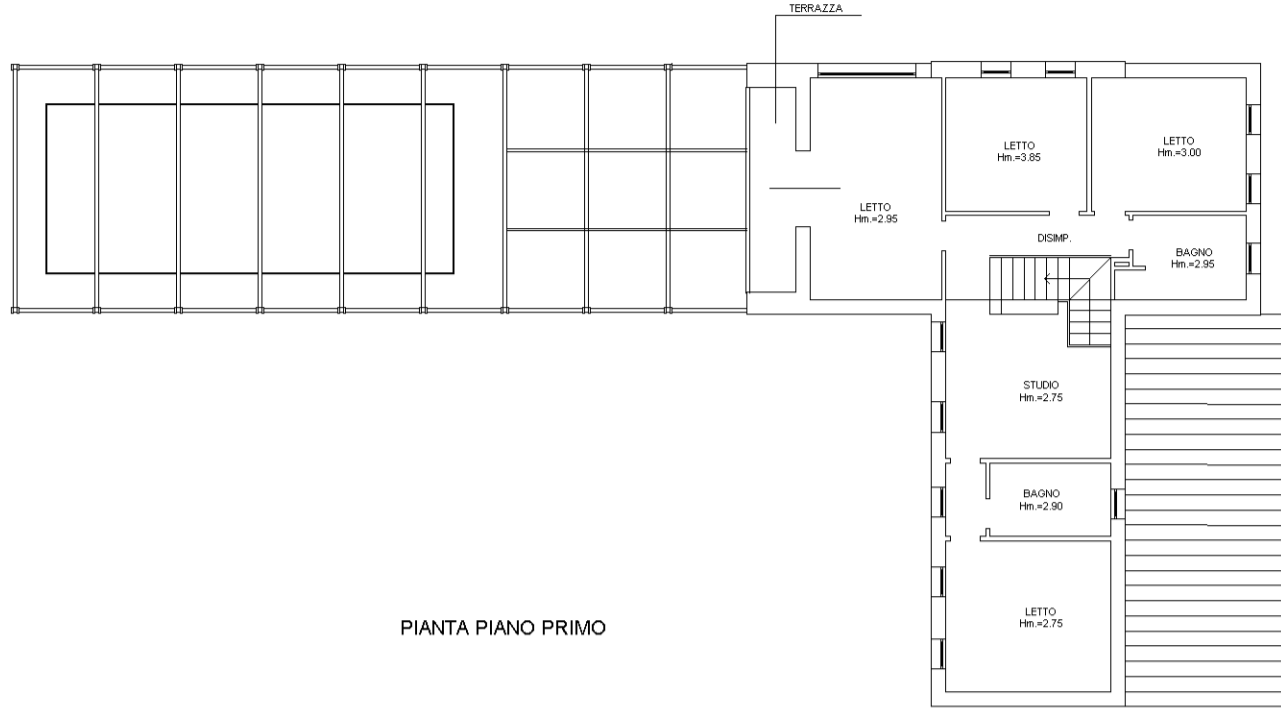 TERRAZZA
LETTO
Hm.=3.85
LETTO
Hm.=3.00
LETTO
Hm.=2.95
DISIMP.
BAGNO
Hm.=2.95
STUDIO
Hm.=2.75
BAGNO
Hm.=2.90
LETTO
Hm.=2.75
PIANTA PIANO PRIMO